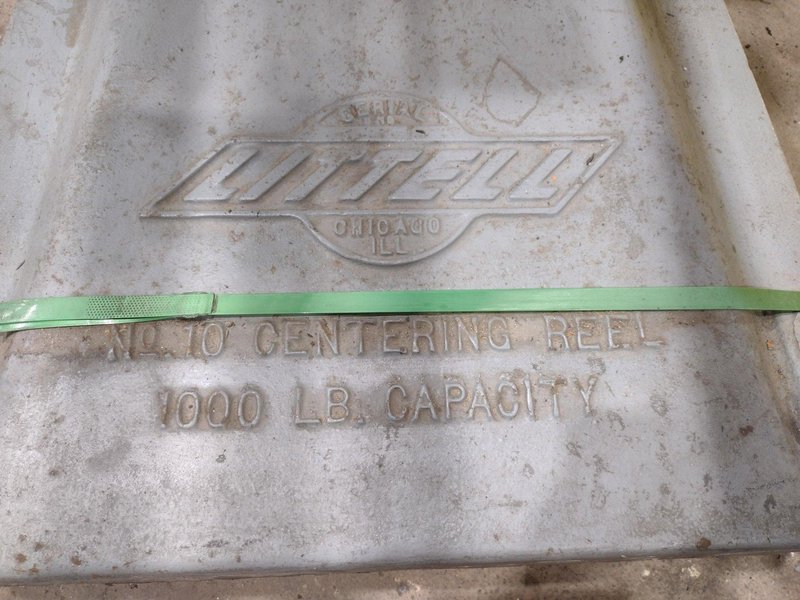 LITTELL
CHICAGO
ILL
No. 10 CENTERING REEL
1000 LB. CAPACITY